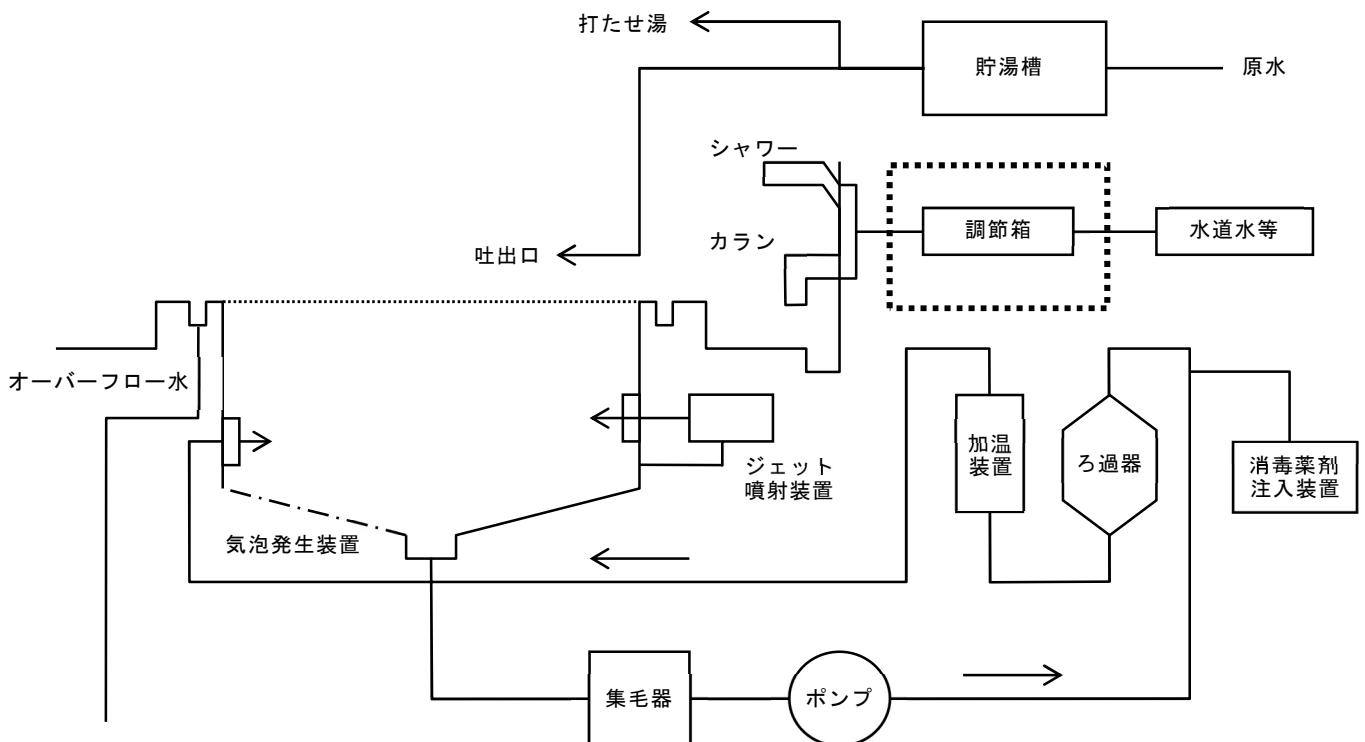 打たせ湯
貯湯槽
原水
シャワー
調節箱
水道水等
カラン
吐出口
オーバーフロー水
加温
装置
ろ過器
消毒薬剤
注入装置
ジェット
噴射装置
気泡発生装置
集毛器
ポンプ